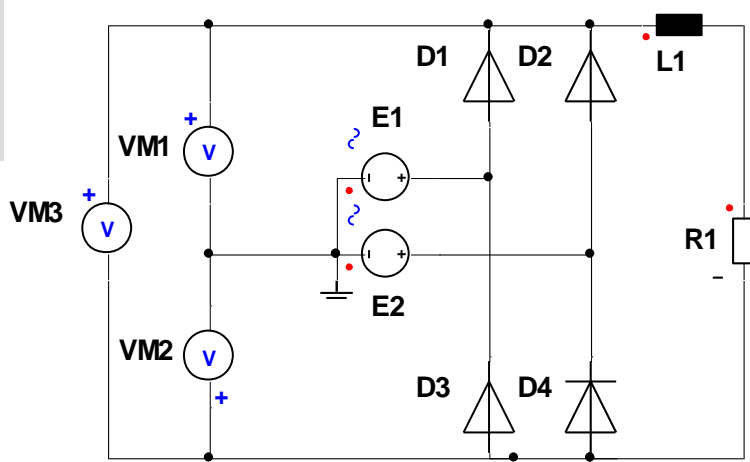 D1
D2
L1
E1
+
VM1
V
- +
+
VM3
V
R1
- +
-
E2
VM2
V
+
D3
D4